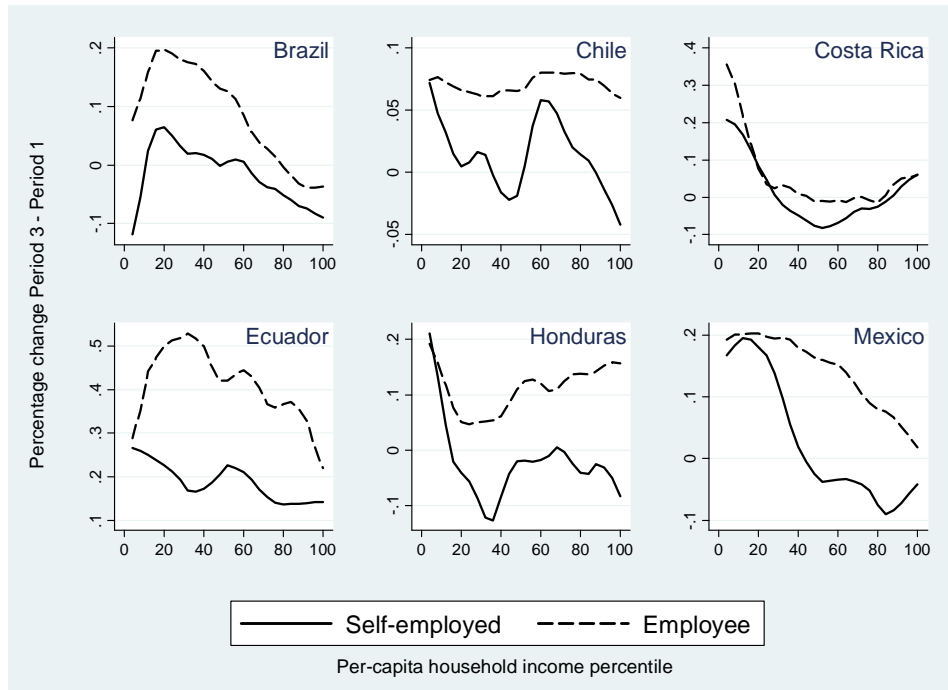 Percentage change Period 3 - Period 1
Brazil
.2
.1
0
-.1
0 20 40 60 80 100
Chile
.1
.05
0
-.05
0 20 40 60 80 100
Costa Rica
.4
.3
.2
.1
0
-.1
0 20 40 60 80 100
Ecuador
.5
.4
.3
.2
.1
0 20 40 60 80 100
Honduras
.2
.1
0
-.1
0 20 40 60 80 100
Mexico
.2
.1
0
-.1
0 20 40 60 80 100
Self-employed Employee
Per-capita household income percentile